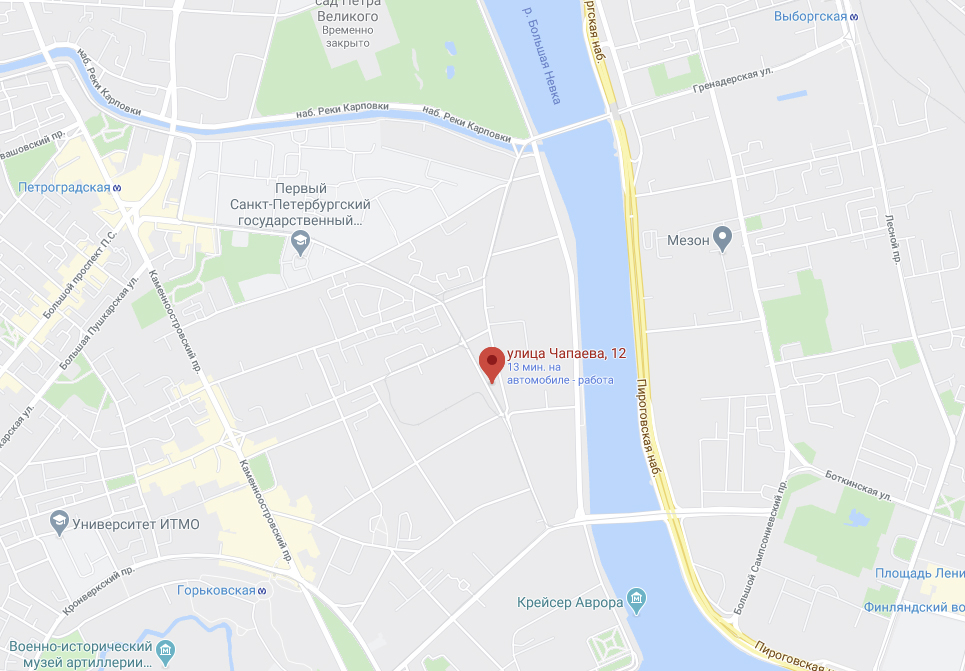 сад Петра
Великого
Временно
закрыто
р. Большая Невка
ргская наб.
Выборгская
наб. Реки Карповки
Гренадерская ул.
наб. Реки Карповки
наб. Реки Карповки
вашовский пр.
Петроградская
Первый
Санкт-Петербургский
государственный...
Мезон
Лесной пр.
Большой проспект П.С.
Большая Пушкарская ул.
Каменноостровский пр.
улица Чапаева, 12
13 мин. на
автомобиле - работа
Пироговская наб.
карская ул.
Каменноостровский пр.
Боткинская ул.
Университет ИТМО
Большой Сампсониевский пр.
Кронверкский пр.
Горьковская
Крейсер Аврора
Площадь Лени
Финляндский во
Военно-исторический
музей артиллерии...
Пироговская на